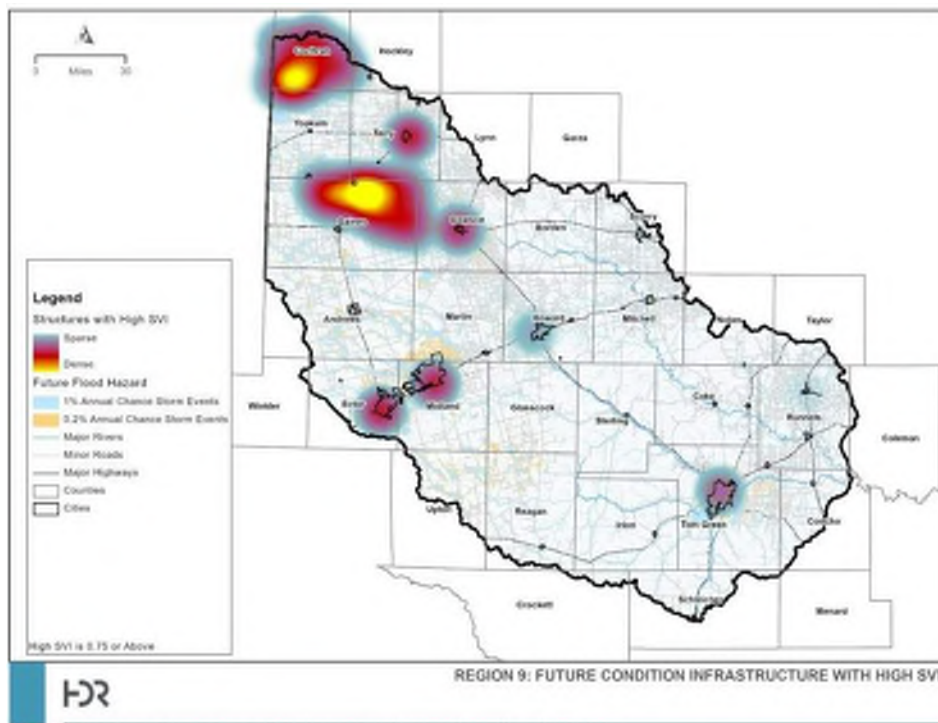 Miles
30
Cochran
Hockley
Yoakum
Terry
Lynn
Garza
Gaines
Dawson
Borden
Scurry
Andrews
Martin
Howard
Mitchell
Nolan
Taylor
Winkler
Ector
Midland
Glasscock
Sterling
Coke
Runnels
Coleman
Upton
Reagan
Irion
Tom Green
Concho
Crockett
Schleicher
Menard
Legend
Structures with High SVI
Sparse
Dense
Future Flood Hazard
1% Annual Chance Storm Events
0.2% Annual Chance Storm Events
Major Rivers
Minor Roads
Major Highways
Counties
Cities
High SVI is 0.75 or Above
REGION 9: FUTURE CONDITION INFRASTRUCTURE WITH HIGH SV
HDR